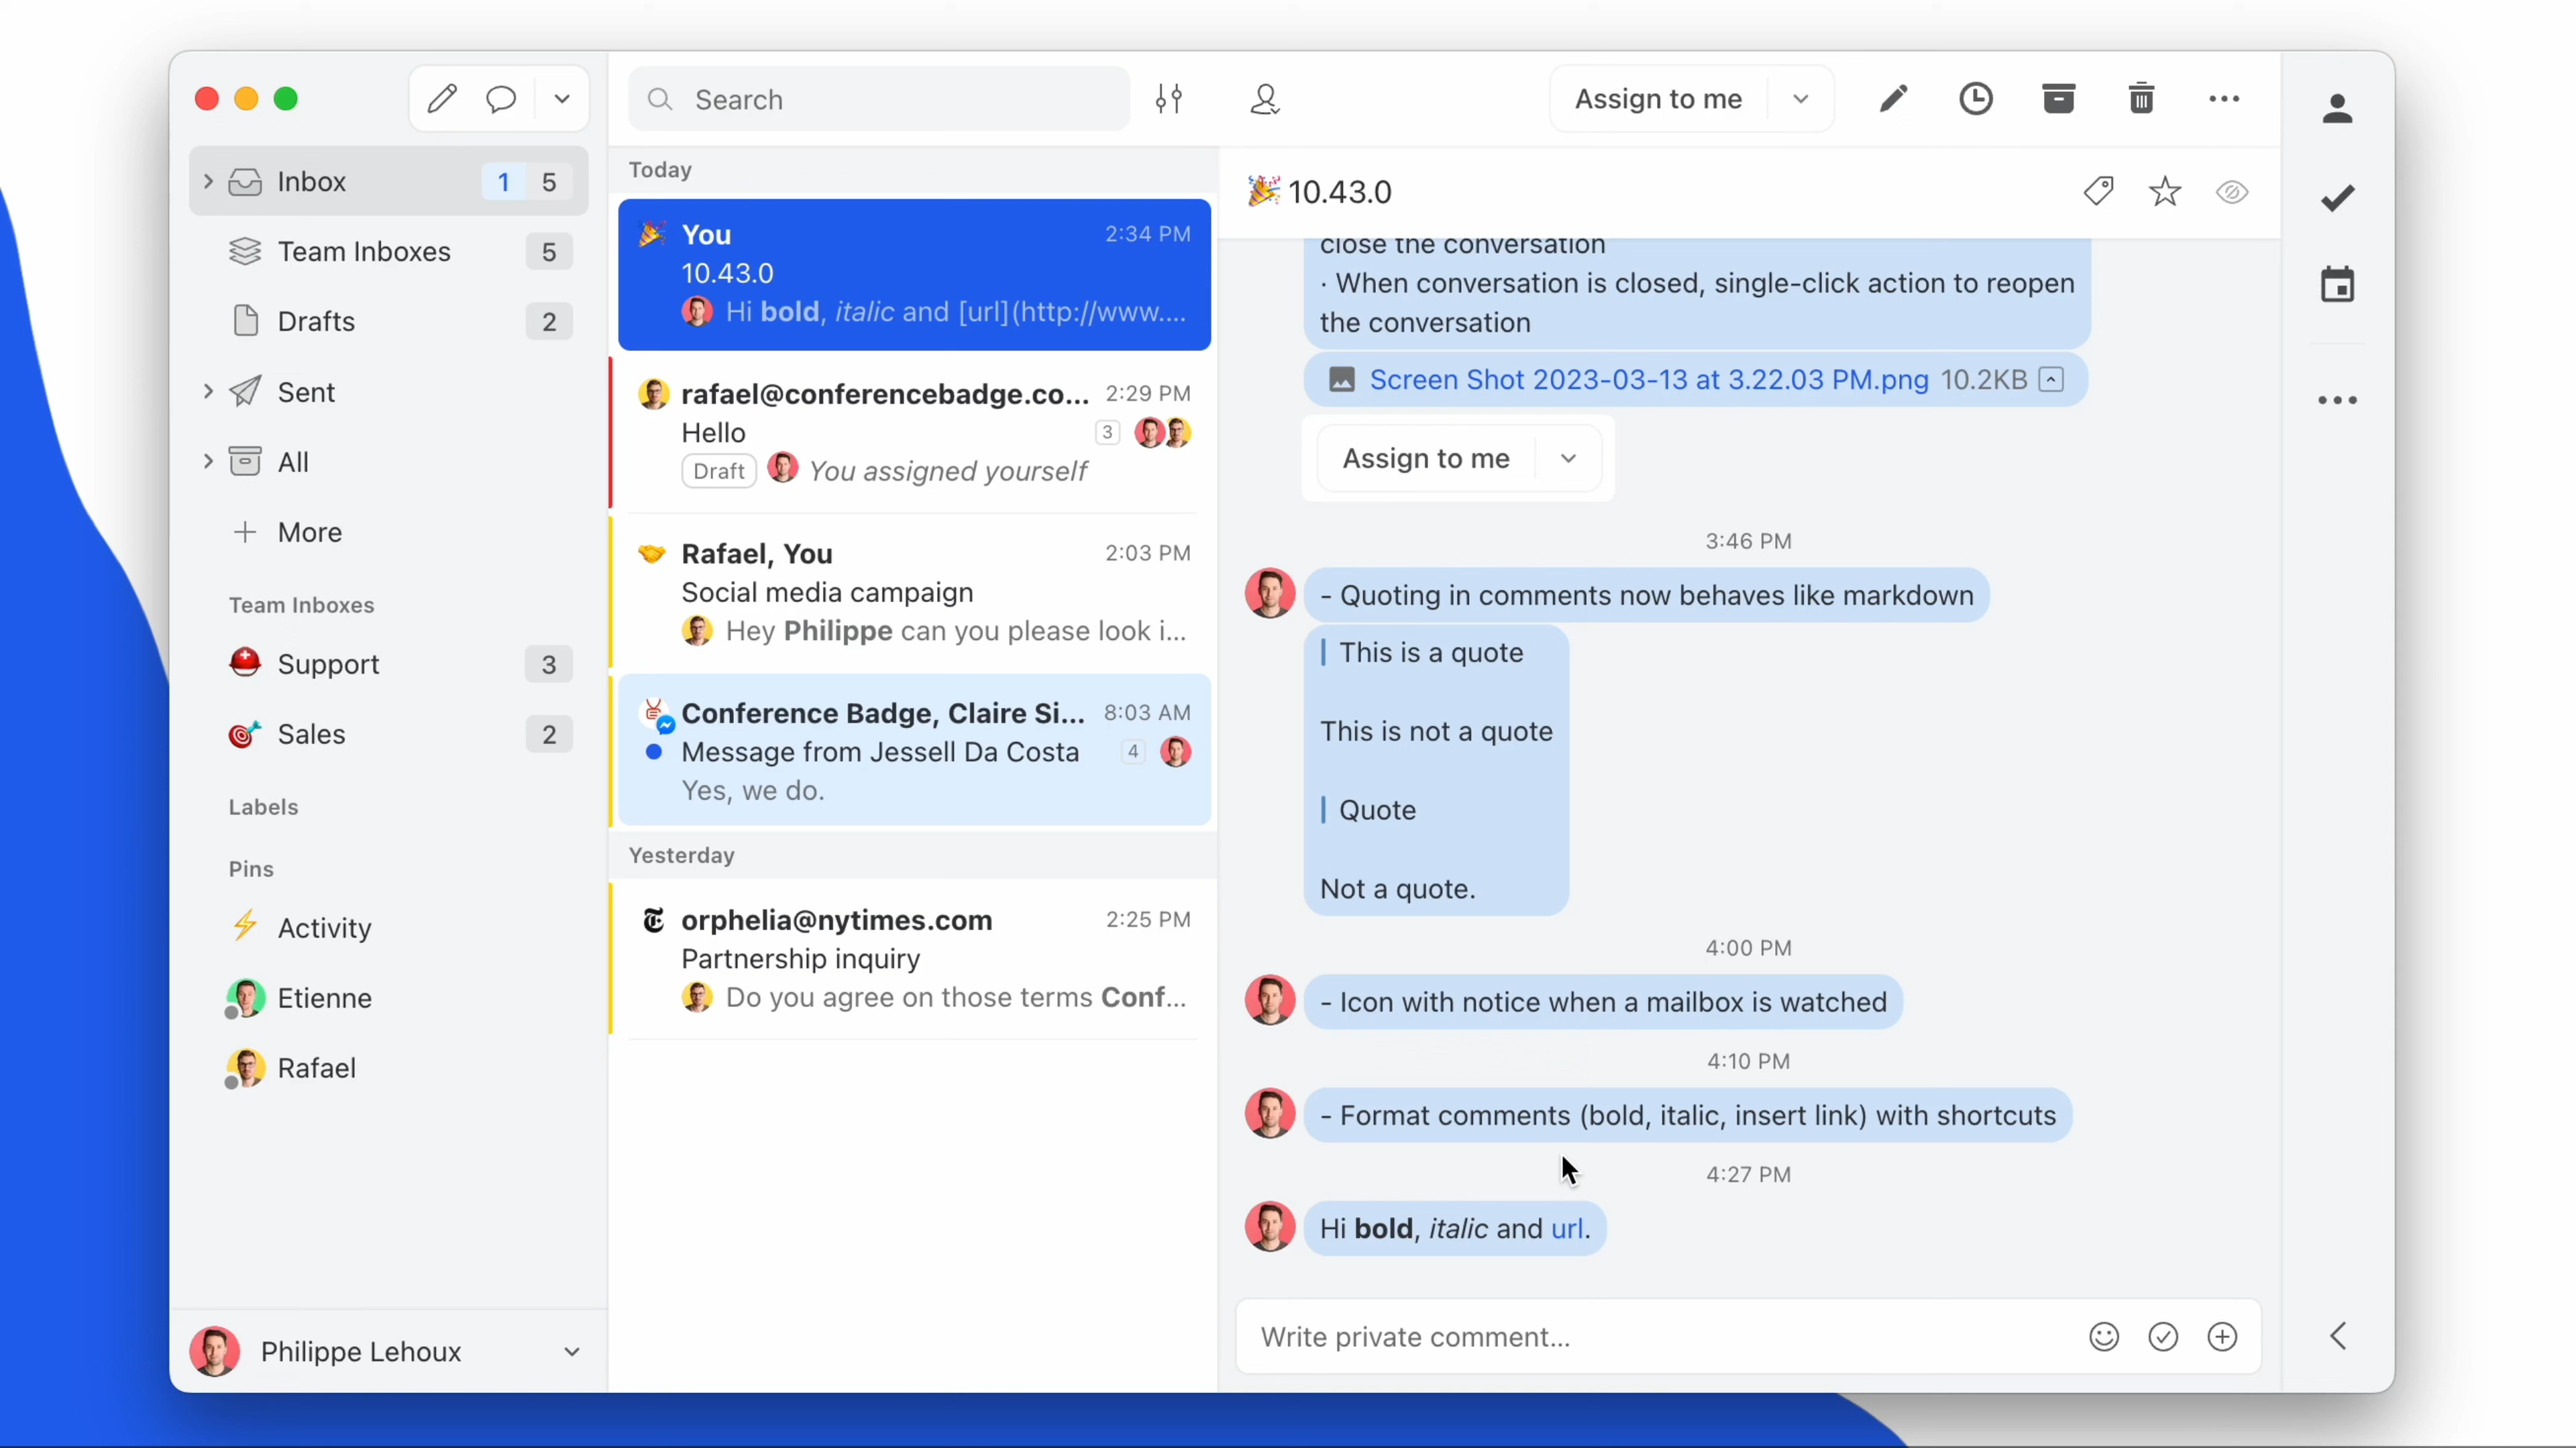 Inbox 1 5
Team Inboxes 5
Drafts 2
Sent
All
More
Team Inboxes
Support 3
Sales 2
Labels
Pins
Activity
Etienne
Rafael
Philippe Lehoux
Search
Today
You 2:34 PM
10.43.0
Hi bold, italic and [url](http://www....
rafael@conferencebadge.co... 2:29 PM
Hello 3
Draft You assigned yourself
Rafael, You 2:03 PM
Social media campaign
Hey Philippe can you please look i...
Conference Badge, Claire Si... 8:03 AM
Message from Jessell Da Costa 4
Yes, we do.
Yesterday
orphelia@nytimes.com 2:25 PM
Partnership inquiry
Do you agree on those terms Conf...
Assign to me
10.43.0
close the conversation
· When conversation is closed, single-click action to reopen
the conversation
Screen Shot 2023-03-13 at 3.22.03 PM.png 10.2KB
Assign to me
3:46 PM
- Quoting in comments now behaves like markdown
This is a quote
This is not a quote
Quote
Not a quote.
4:00 PM
- Icon with notice when a mailbox is watched
4:10 PM
- Format comments (bold, italic, insert link) with shortcuts
4:27 PM
Hi bold, italic and url.
Write private comment...